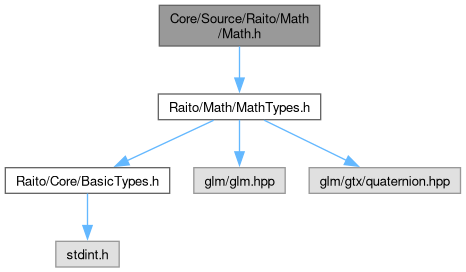 Core/Source/Raito/Math
/Math.h
Raito/Math/MathTypes.h
Raito/Core/BasicTypes.h
glm/glm.hpp
glm/gtx/quaternion.hpp
stdint.h